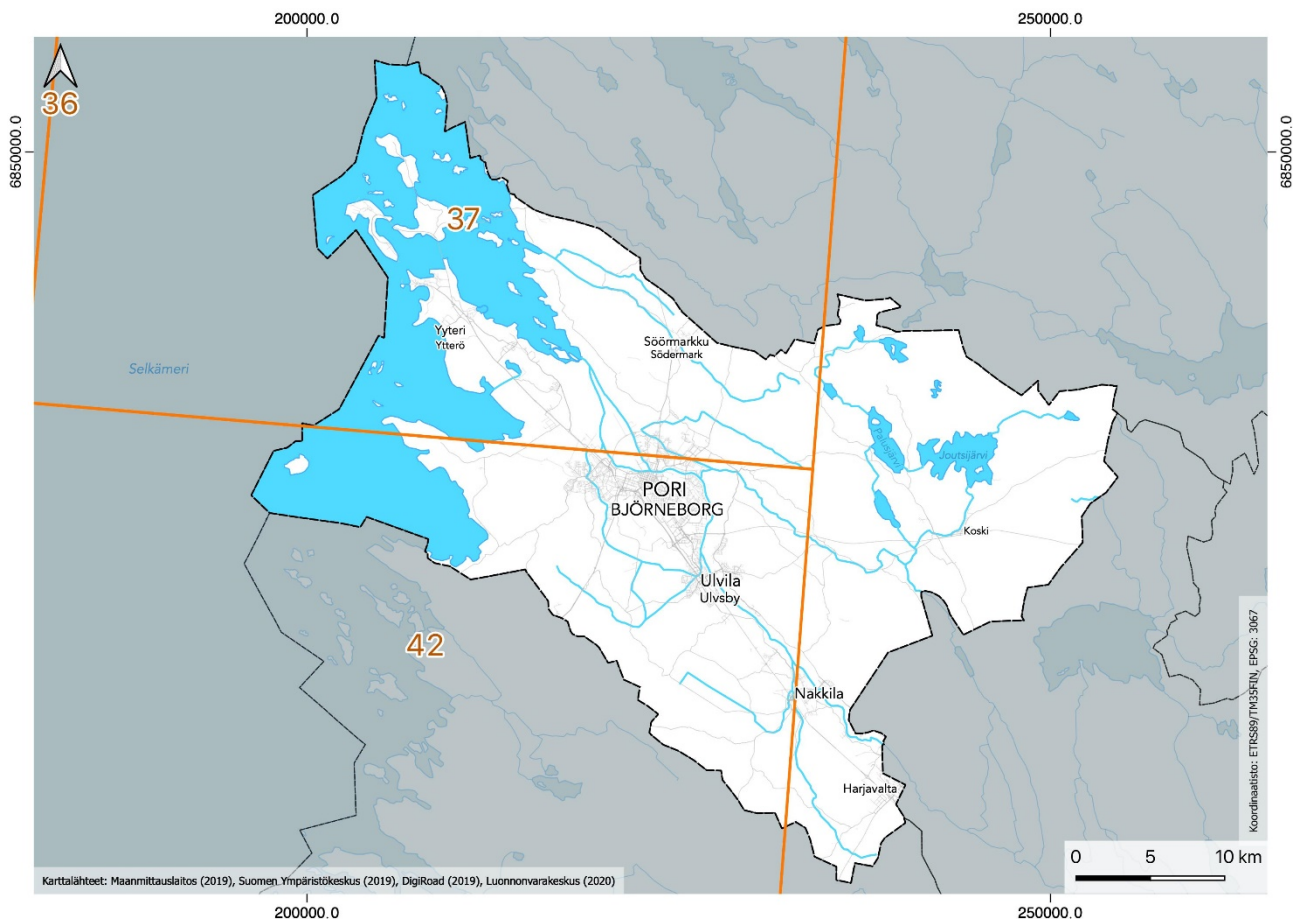 200000.0
250000.0
36
6850000.0
6850000.0
37
Yyteri
Ytterö
Söörmarkku
Södermark
Selkämeri
Palusjärvi
Joutsijärvi
PORI
BJÖRNEBORG
Koski
Ulvila
Ulvsby
42
Nakkila
Harjavalta
Koordinaatisto: ETRS89/TM35FIN, EPSG: 3067
0 5 10 km
Karttalähteet: Maanmittauslaitos (2019), Suomen Ympäristökeskus (2019), DigiRoad (2019), Luonnonvarakeskus (2020)
200000.0
250000.0